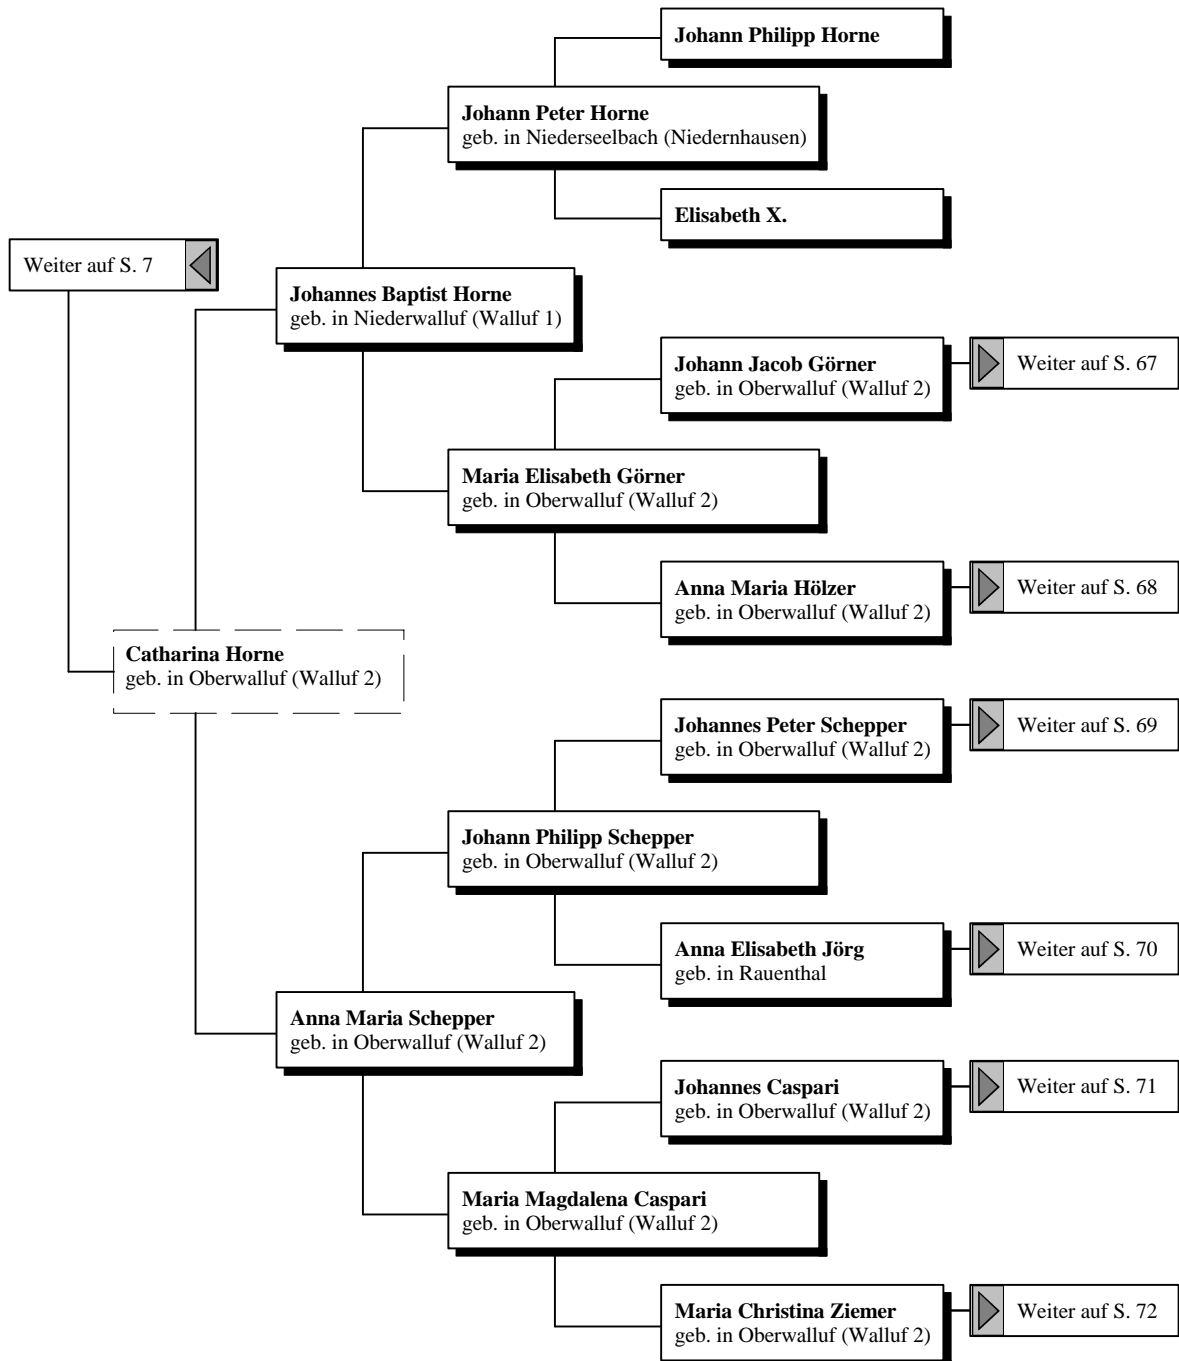 Johann Philipp Horne
Johann Peter Horne
geb. in Niederseelbach (Niedernhausen)
Elisabeth X.
Weiter auf S. 7
Johannes Baptist Horne
geb. in Niederwalluf (Walluf 1)
Johann Jacob Görner
geb. in Oberwalluf (Walluf 2)
Weiter auf S. 67
Maria Elisabeth Görner
geb. in Oberwalluf (Walluf 2)
Anna Maria Hölzer
geb. in Oberwalluf (Walluf 2)
Weiter auf S. 68
Catharina Horne
geb. in Oberwalluf (Walluf 2)
Johannes Peter Schepper
geb. in Oberwalluf (Walluf 2)
Weiter auf S. 69
Johann Philipp Schepper
geb. in Oberwalluf (Walluf 2)
Anna Elisabeth Jörg
geb. in Rauenthal
Weiter auf S. 70
Anna Maria Schepper
geb. in Oberwalluf (Walluf 2)
Johannes Caspari
geb. in Oberwalluf (Walluf 2)
Weiter auf S. 71
Maria Magdalena Caspari
geb. in Oberwalluf (Walluf 2)
Maria Christina Ziemer
geb. in Oberwalluf (Walluf 2)
Weiter auf S. 72